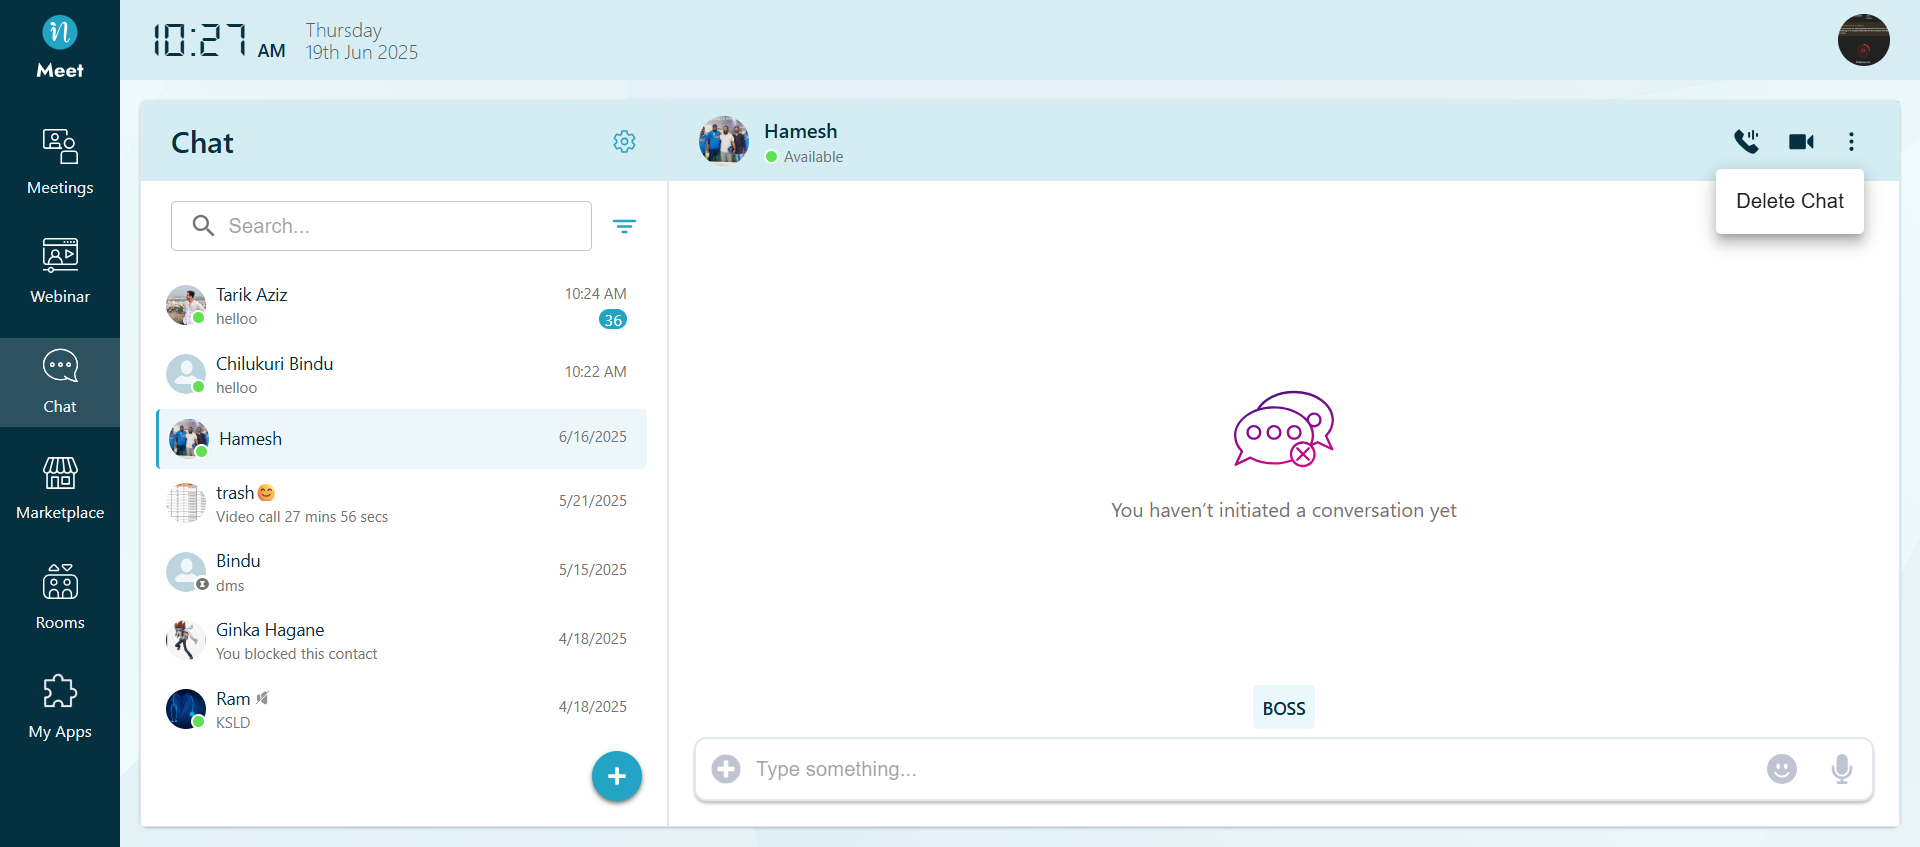 Meet
10:27 AM
Thursday
19th Jun 2025
Meetings
Webinar
Chat
Marketplace
Rooms
My Apps
Chat
Search...
Tarik Aziz
10:24 AM
helloo
36
Chilukuri Bindu
10:22 AM
helloo
Hamesh
6/16/2025
trash😊
5/21/2025
Video call 27 mins 56 secs
Bindu
5/15/2025
dms
Ginka Hagane
4/18/2025
You blocked this contact
Ram
4/18/2025
KSLD
Hamesh
Available
Delete Chat
You haven’t initiated a conversation yet
BOSS
Type something...